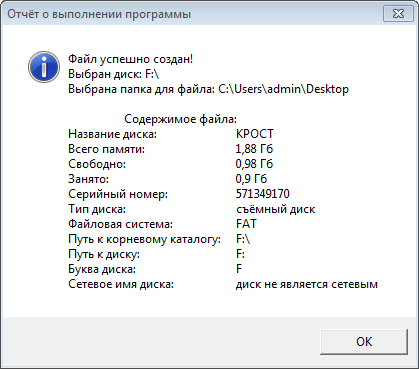 Отчёт о выполнении программы
Файл успешно создан!
Выбран диск: F:\
Выбрана папка для файла: C:\Users\admin\Desktop
Содержимое файла:
Название диска: КРОСТ
Всего памяти: 1,88 Гб
Свободно: 0,98 Гб
Занято: 0,9 Гб
Серийный номер: 571349170
Тип диска: съёмный диск
Файловая система: FAT
Путь к корневому каталогу: F:\
Путь к диску: F:
Буква диска: F
Сетевое имя диска: диск не является сетевым
OK